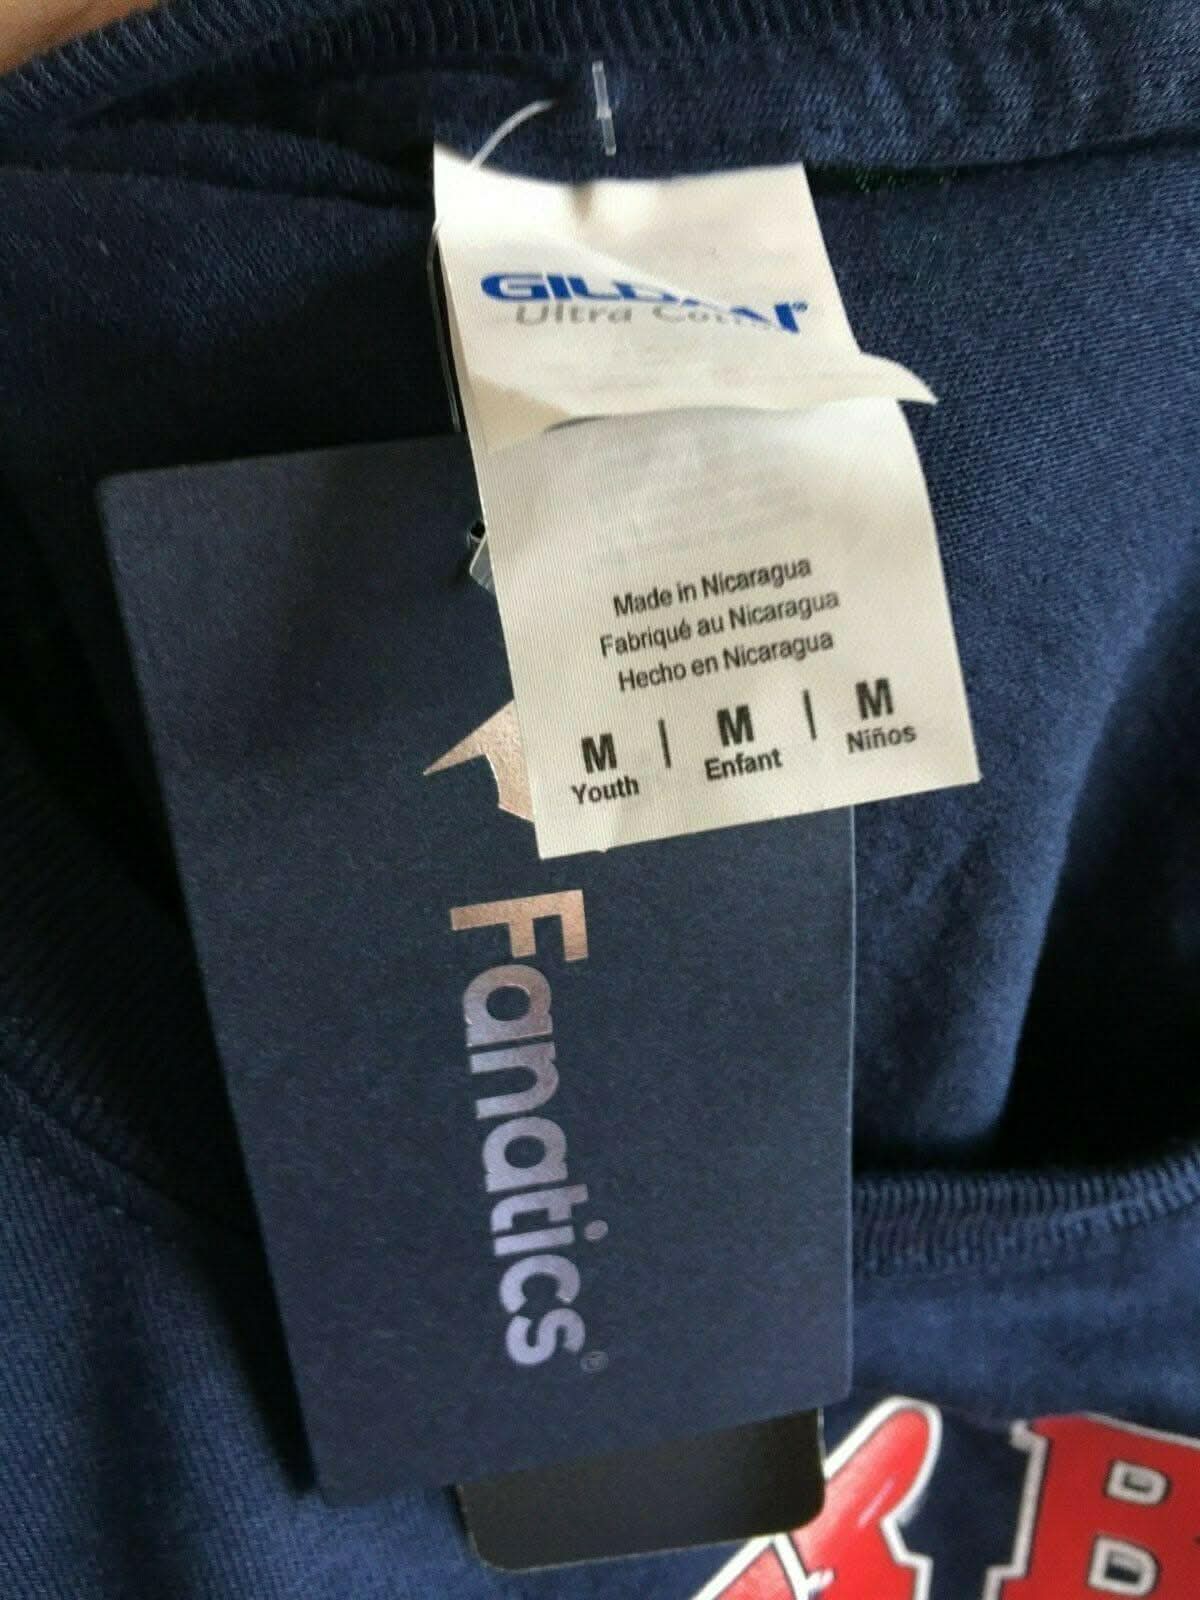 GILDAN®
Ultra Cotton
Made in Nicaragua
Fabriqué au Nicaragua
Hecho en Nicaragua
M | M | M
Youth Enfant Niños
Fanatics®
B